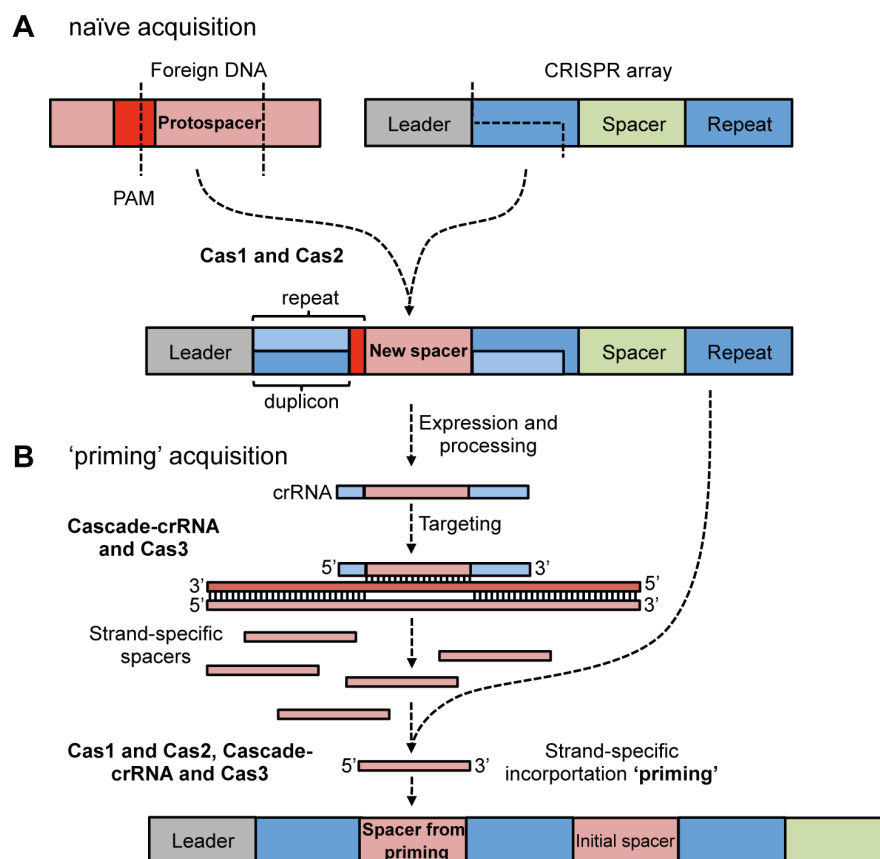 A naïve acquisition
Foreign DNA
CRISPR array
Protospacer
Leader
Spacer
Repeat
PAM
Cas1 and Cas2
repeat
Leader
New spacer
Spacer
Repeat
duplicon
Expression and
processing
B ‘priming’ acquisition
crRNA
Targeting
Cascade-crRNA
and Cas3
5’ 3’
3’ 5’
5’ 3’
Strand-specific
spacers
Cas1 and Cas2, Cascade-
crRNA and Cas3
5’ 3’
Strand-specific
incorportation ‘priming’
Leader
Spacer from
priming
Initial spacer